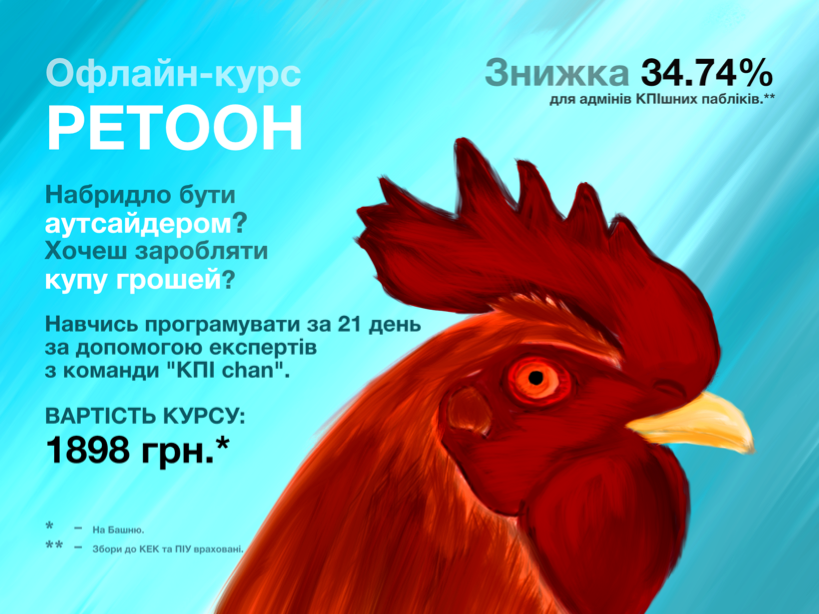 Офлайн-курс
РЕТООН
Знижка 34.74%
для адмінів КПІшних пабліків.**
Набридло бути
аутсайдером?
Хочеш заробляти
купу грошей?
Навчись програмувати за 21 день
за допомогою експертів
з команди "КПІ chan".
ВАРТІСТЬ КУРСУ:
1898 грн.*
* – На Башню.
** – Збори до КЕК та ПІУ враховані.